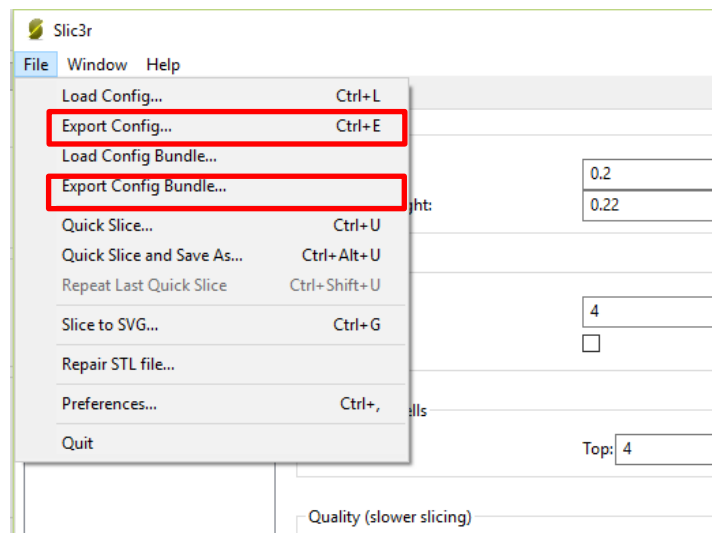 Slic3r
File Window Help
Load Config... Ctrl+L
Export Config... Ctrl+E
Load Config Bundle...
Export Config Bundle...
0.2
ght: 0.22
Quick Slice... Ctrl+U
Quick Slice and Save As... Ctrl+Alt+U
Repeat Last Quick Slice Ctrl+Shift+U
Slice to SVG... Ctrl+G
4
Repair STL file...
Preferences... Ctrl+,
ells
Quit
Top: 4
Quality (slower slicing)